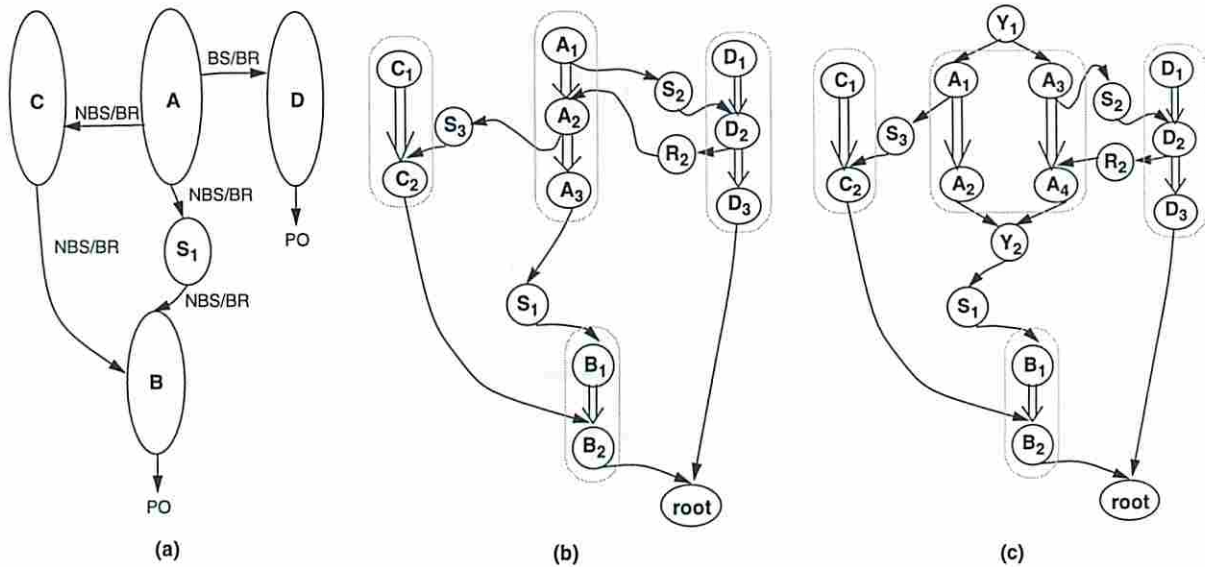 C
A
D
BS/BR
NBS/BR
NBS/BR
NBS/BR
S1
PO
NBS/BR
B
PO
(a)
C1
A1
D1
S2
S3
A2
D2
R2
C2
A3
D3
S1
B1
B2
root
(b)
Y1
C1
A1
A3
D1
S2
S3
D2
R2
C2
A2
A4
D3
Y2
S1
B1
B2
root
(c)